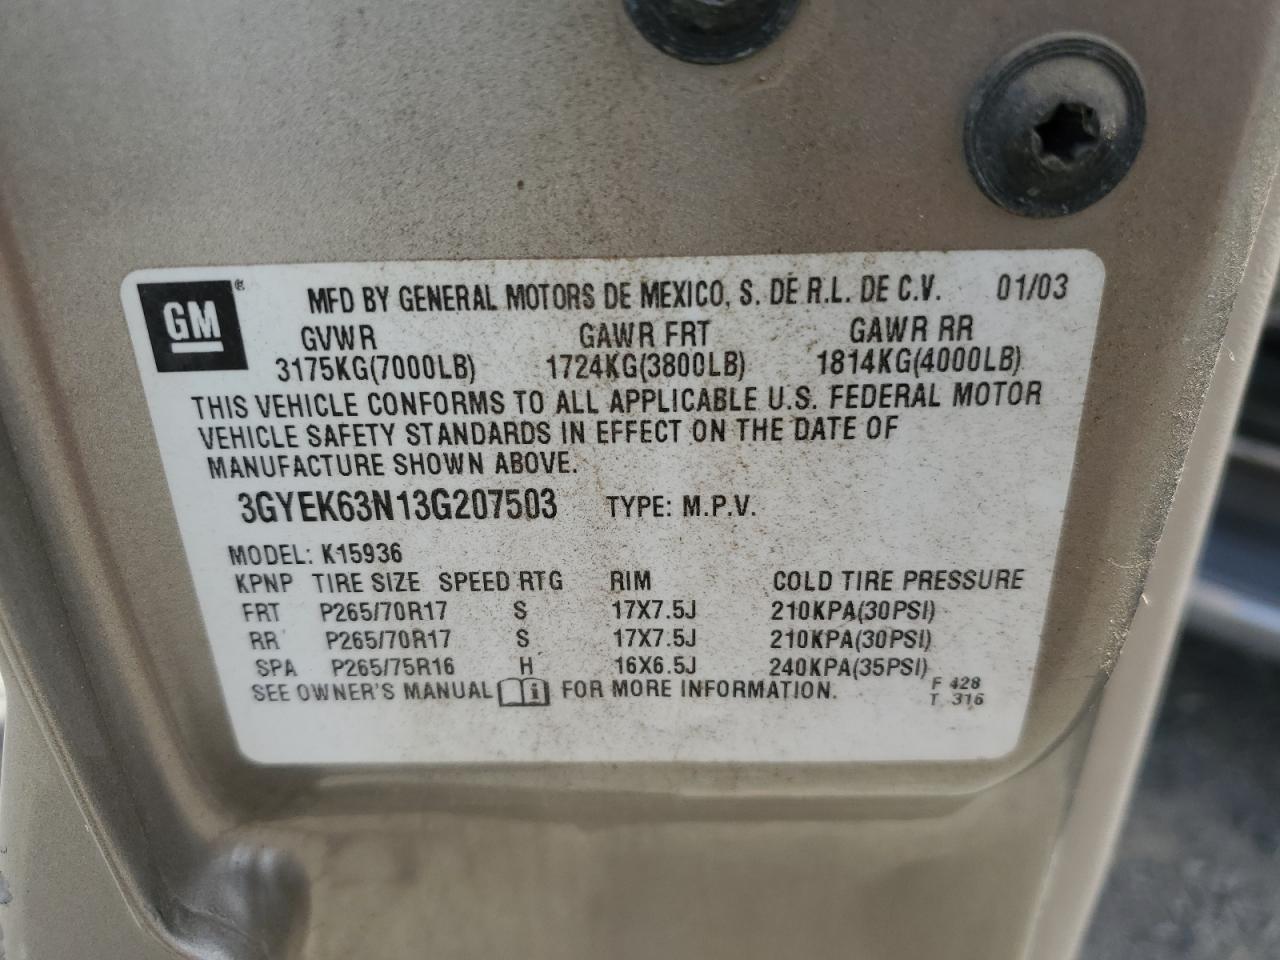 GM®
MFD BY GENERAL MOTORS DE MEXICO, S. DE R.L. DE C.V. 01/03
GVWR GAWR FRT GAWR RR
3175KG(7000LB) 1724KG(3800LB) 1814KG(4000LB)
THIS VEHICLE CONFORMS TO ALL APPLICABLE U.S. FEDERAL MOTOR
VEHICLE SAFETY STANDARDS IN EFFECT ON THE DATE OF
MANUFACTURE SHOWN ABOVE.
3GYEK63N13G207503 TYPE: M.P.V.
MODEL: K15936
KPNP TIRE SIZE SPEED RTG RIM COLD TIRE PRESSURE
FRT P265/70R17 S 17X7.5J 210KPA(30PSI)
RR P265/70R17 S 17X7.5J 210KPA(30PSI)
SPA P265/75R16 H 16X6.5J 240KPA(35PSI)
SEE OWNER'S MANUAL i FOR MORE INFORMATION.
F 428
T 316